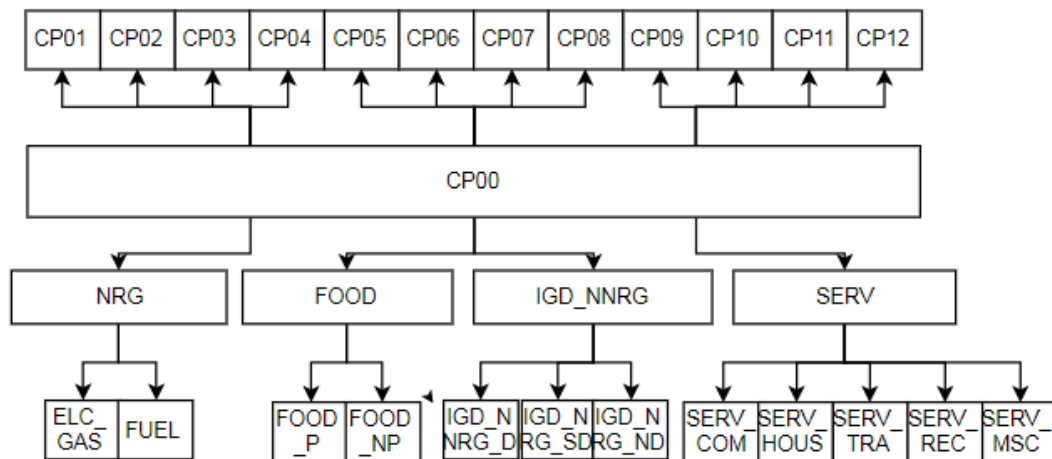 CP01 CP02 CP03 CP04 CP05 CP06 CP07 CP08 CP09 CP10 CP11 CP12
CP00
NRG FOOD IGD_NNRG SERV
ELC_
GAS
FUEL
FOOD
_P
FOOD
_NP
IGD_N
NRG_D
IGD_N
RG_SD
IGD_N
RG_ND
SERV_
COM
SERV_
HOUS
SERV_
TRA
SERV_
REC
SERV_
MSC